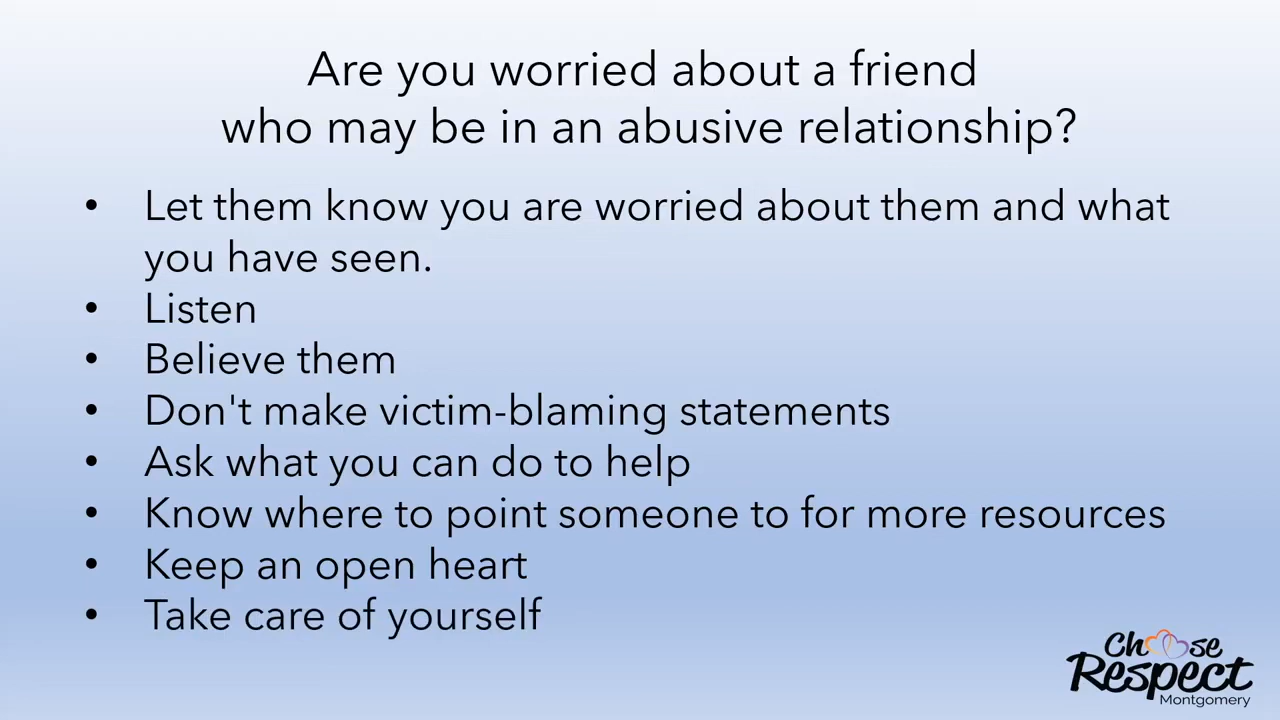 Are you worried about a friend
who may be in an abusive relationship?
• Let them know you are worried about them and what
you have seen.
• Listen
• Believe them
• Don't make victim-blaming statements
• Ask what you can do to help
• Know where to point someone to for more resources
• Keep an open heart
• Take care of yourself
Choose
Respect
Montgomery